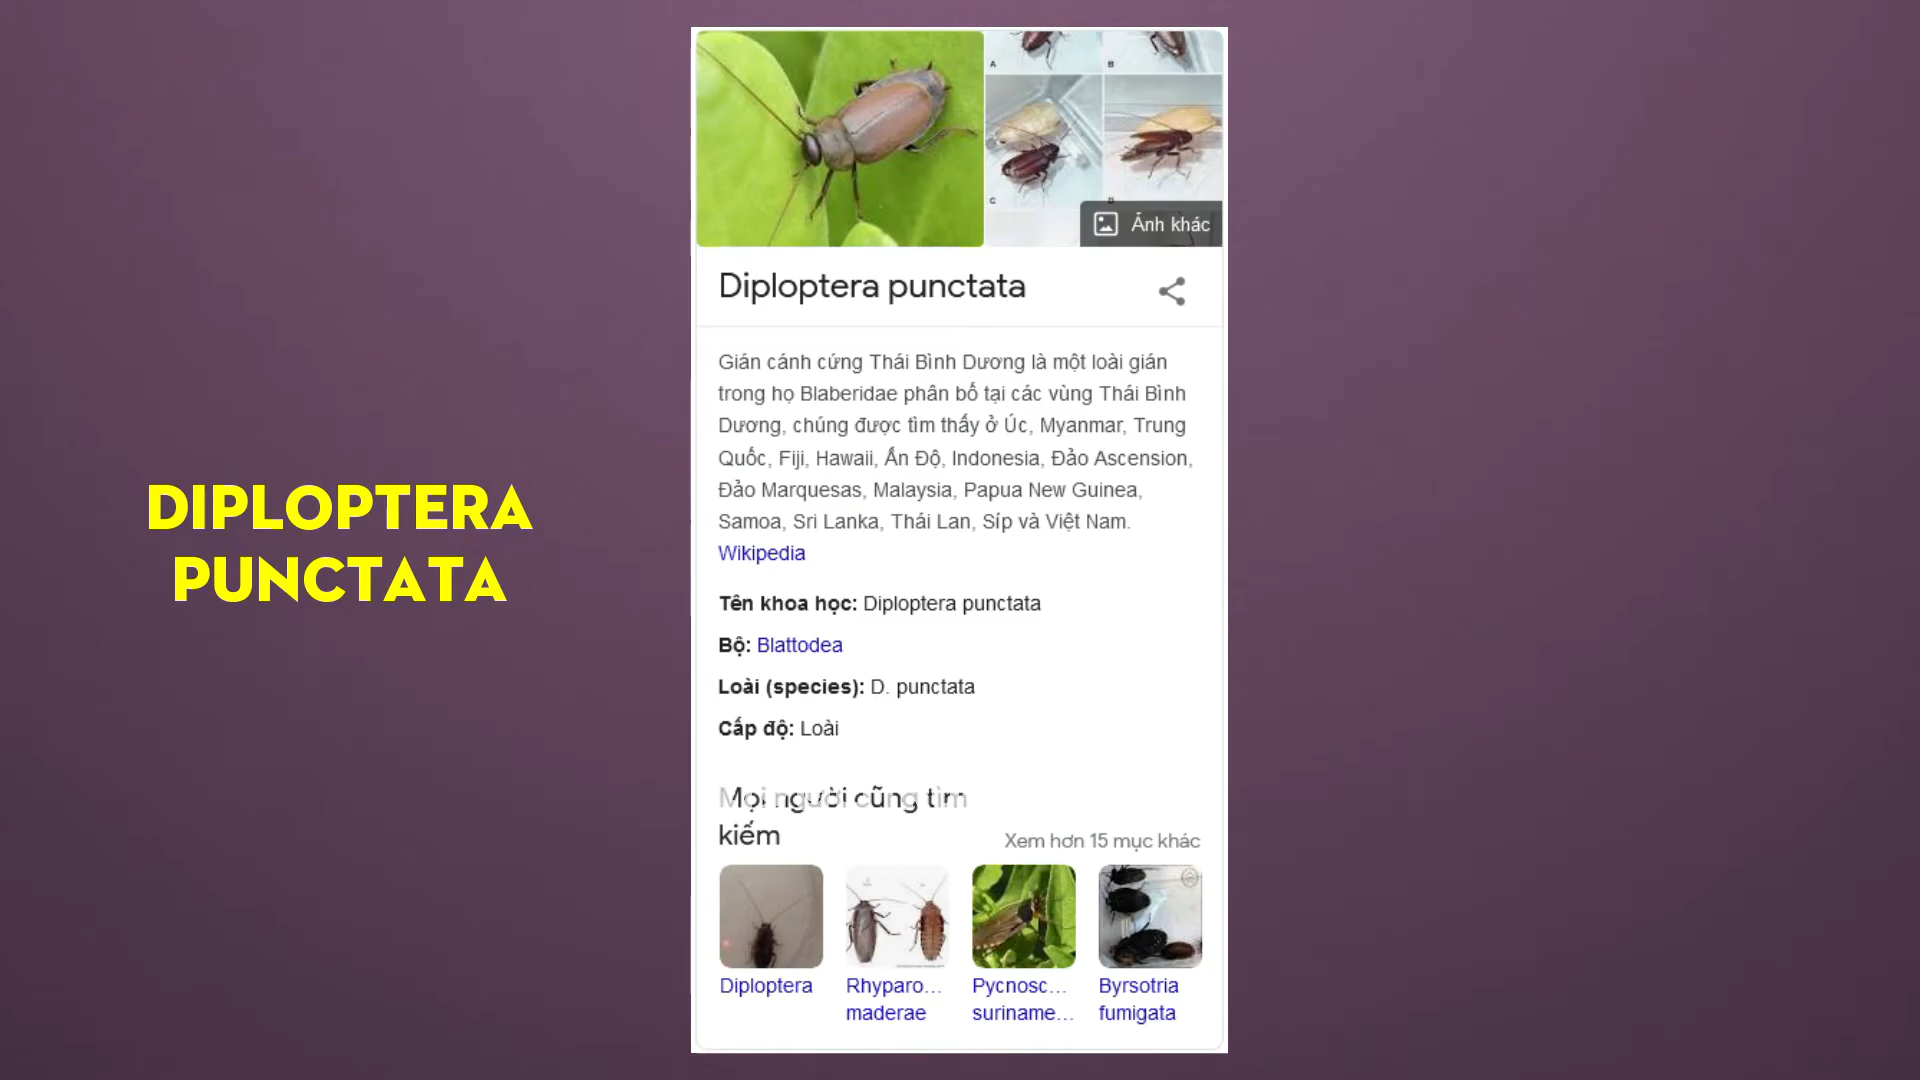 DIPLOPTERA
PUNCTATA
A
B
C
D
Ảnh khác
Diploptera punctata
Gián cánh cứng Thái Bình Dương là một loài gián
trong họ Blaberidae phân bố tại các vùng Thái Bình
Dương, chúng được tìm thấy ở Úc, Myanmar, Trung
Quốc, Fiji, Hawaii, Ấn Độ, Indonesia, Đảo Ascension,
Đảo Marquesas, Malaysia, Papua New Guinea,
Samoa, Sri Lanka, Thái Lan, Síp và Việt Nam.
Wikipedia
Tên khoa học: Diploptera punctata
Bộ: Blattodea
Loài (species): D. punctata
Cấp độ: Loài
Mọi người cũng tìm
kiếm
Xem hơn 15 mục khác
Diploptera
Rhyparo...
maderae
Pycnosc...
suriname...
Byrsotria
fumigata